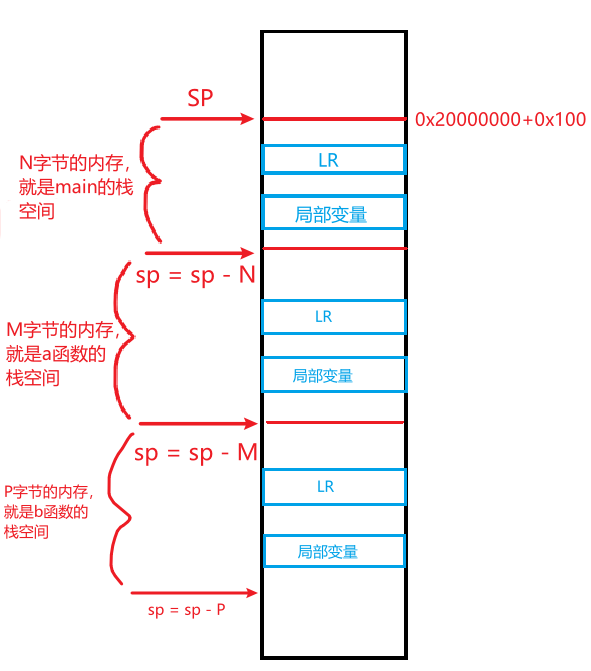 SP
0x20000000+0x100
N字节的内存，
就是main的栈
空间
LR
局部变量
sp = sp - N
M字节的内存，
就是a函数的
栈空间
LR
局部变量
sp = sp - M
P字节的内存，
就是b函数的
栈空间
LR
局部变量
sp = sp - P